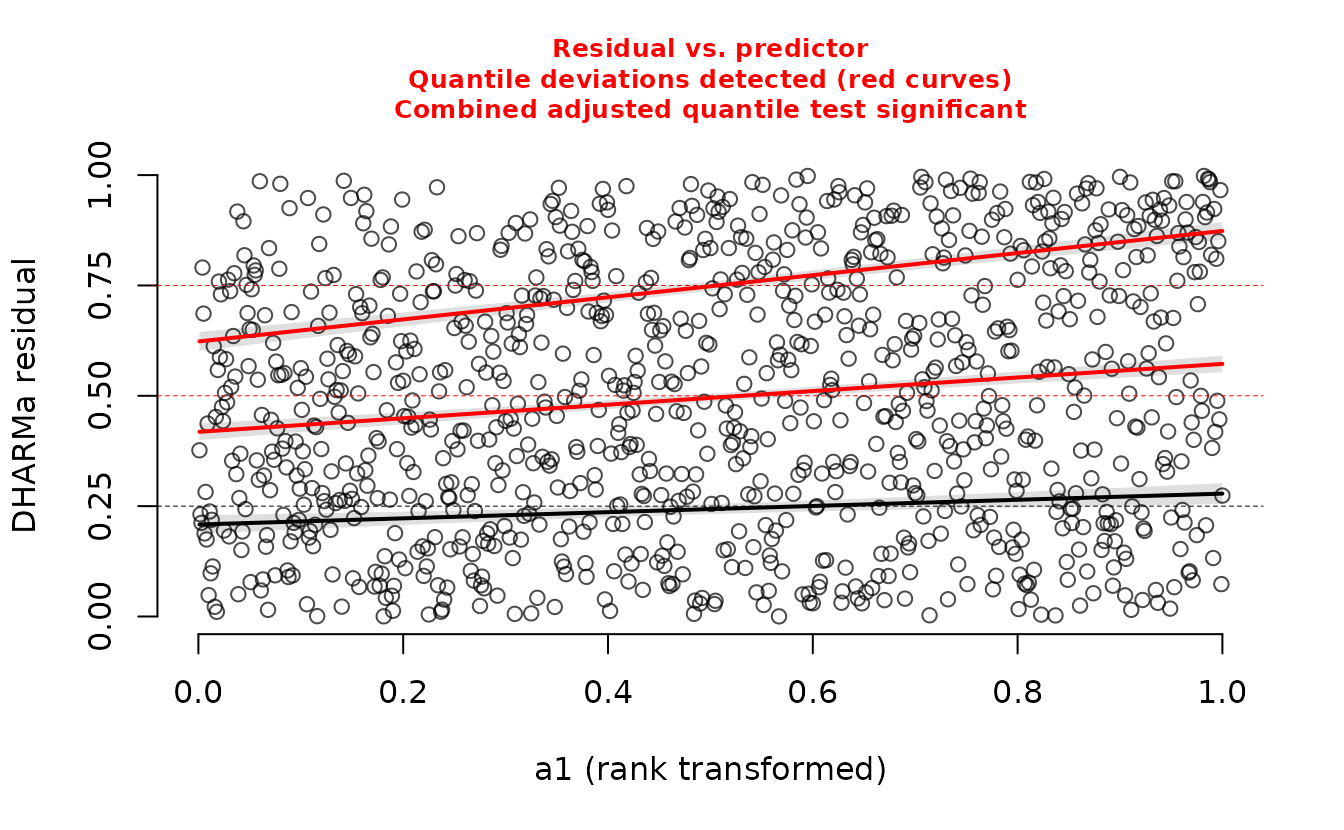 Residual vs. predictor
Quantile deviations detected (red curves)
Combined adjusted quantile test significant
DHARMa residual
1.00
0.75
0.50
0.25
0.00
0.0 0.2 0.4 0.6 0.8 1.0
a1 (rank transformed)